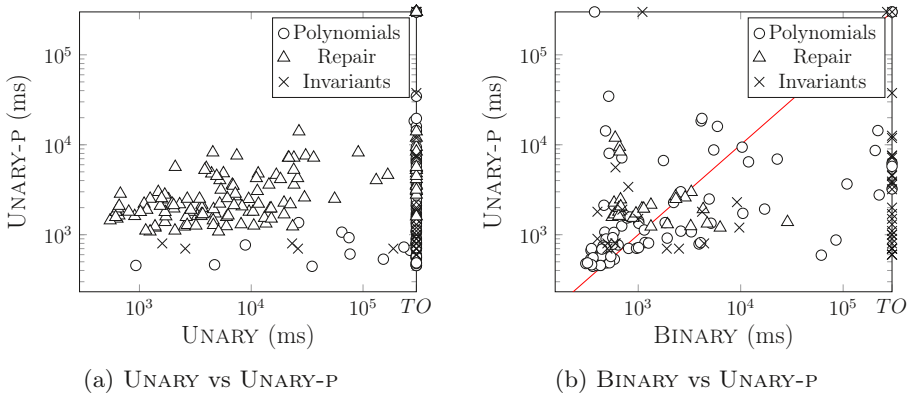 Polynomials
Repair
Invariants
10^5
10^4
10^3
UNARY-P (ms)
10^3 10^4 10^5 TO
UNARY (ms)
(a) UNARY vs UNARY-P
Polynomials
Repair
Invariants
10^5
10^4
10^3
UNARY-P (ms)
10^3 10^4 10^5 TO
BINARY (ms)
(b) BINARY vs UNARY-P